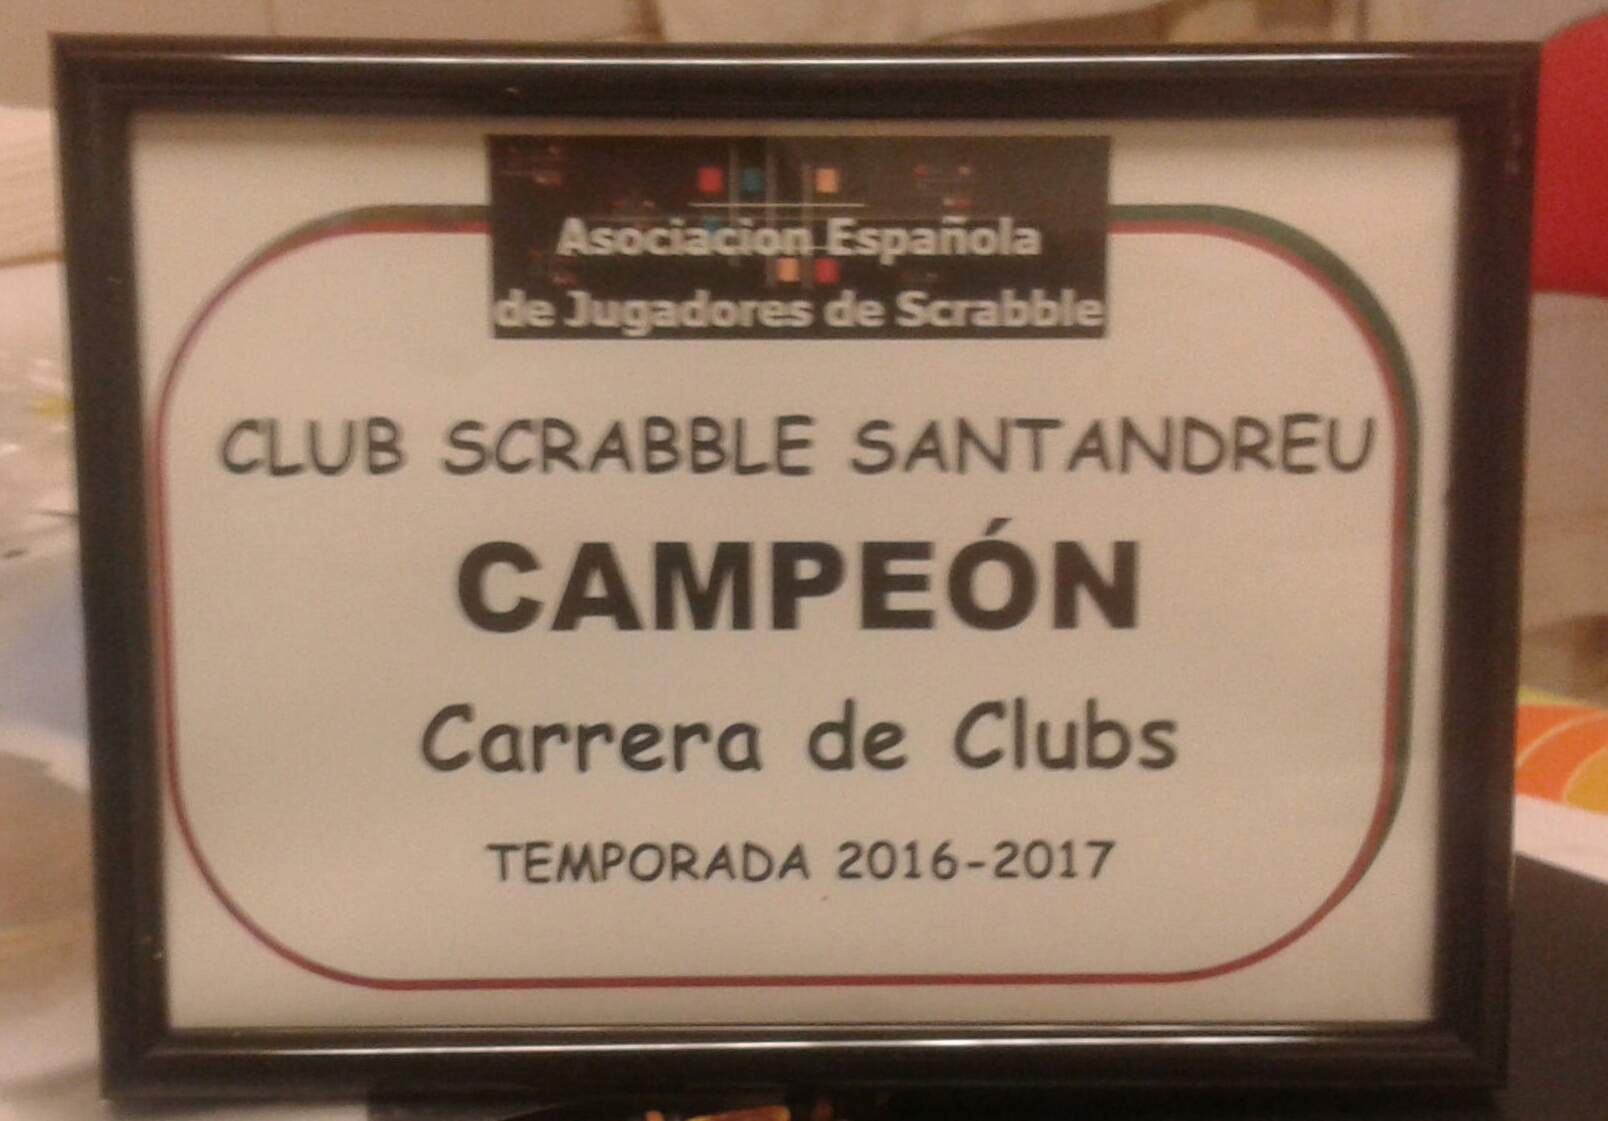 Asociacion Española
de Jugadores de Scrabble
CLUB SCRABBLE SANTANDREU
CAMPEÓN
Carrera de Clubs
TEMPORADA 2016-2017